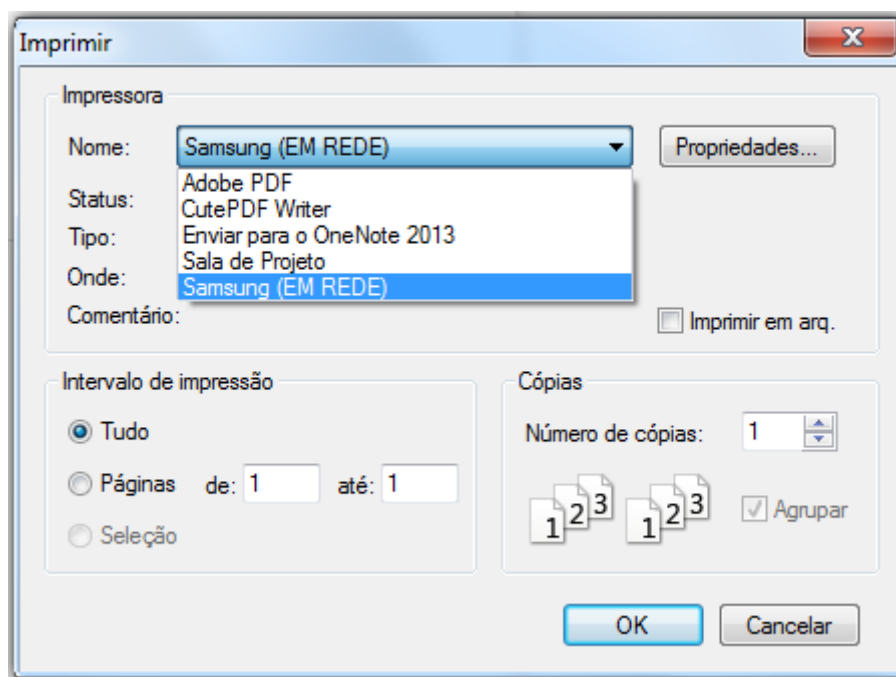 Imprimir
Impressora
Nome: Samsung (EM REDE) Propriedades...
Adobe PDF
Status: CutePDF Writer
Tipo: Enviar para o OneNote 2013
Sala de Projeto
Onde: Samsung (EM REDE)
Comentário: Imprimir em arq.
Intervalo de impressão Cópias
Tudo Número de cópias: 1
Páginas de: 1 até: 1
1 2 3 1 2 3 Agrupar
Seleção
OK Cancelar